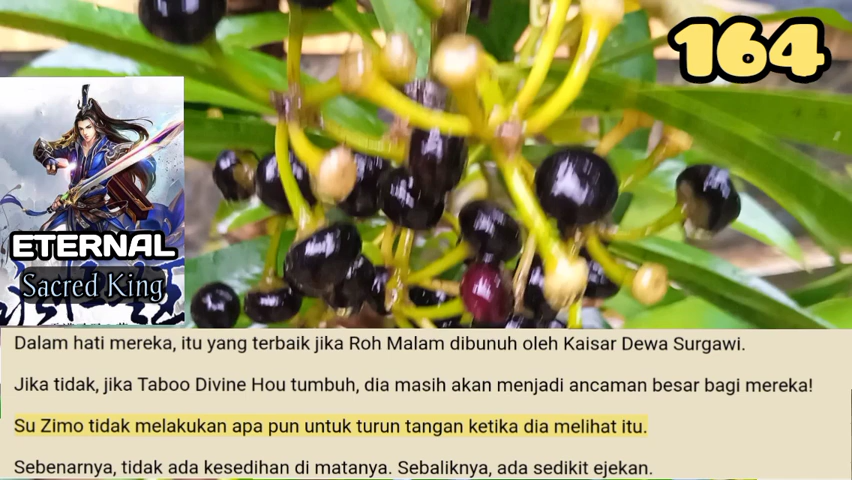 164
ETERNAL
Sacred King
Dalam hati mereka, itu yang terbaik jika Roh Malam dibunuh oleh Kaisar Dewa Surgawi.
Jika tidak, jika Taboo Divine Hou tumbuh, dia masih akan menjadi ancaman besar bagi mereka!
Su Zimo tidak melakukan apa pun untuk turun tangan ketika dia melihat itu.
Sebenarnya, tidak ada kesedihan di matanya. Sebaliknya, ada sedikit ejekan.